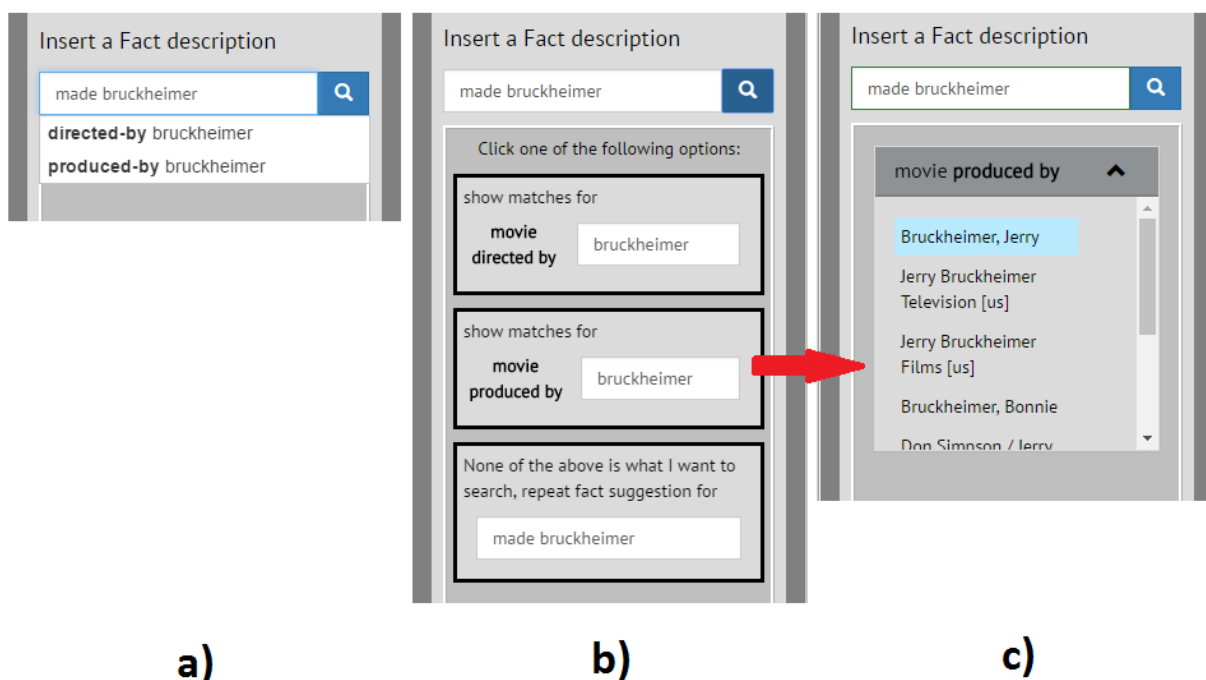 Insert a Fact description
made bruckheimer
directed-by bruckheimer
produced-by bruckheimer
a)
Insert a Fact description
made bruckheimer
Click one of the following options:
show matches for
movie
directed by
bruckheimer
show matches for
movie
produced by
bruckheimer
None of the above is what I want to
search, repeat fact suggestion for
made bruckheimer
b)
Insert a Fact description
made bruckheimer
movie produced by
Bruckheimer, Jerry
Jerry Bruckheimer
Television [us]
Jerry Bruckheimer
Films [us]
Bruckheimer, Bonnie
Don Simpson / Jerry
c)